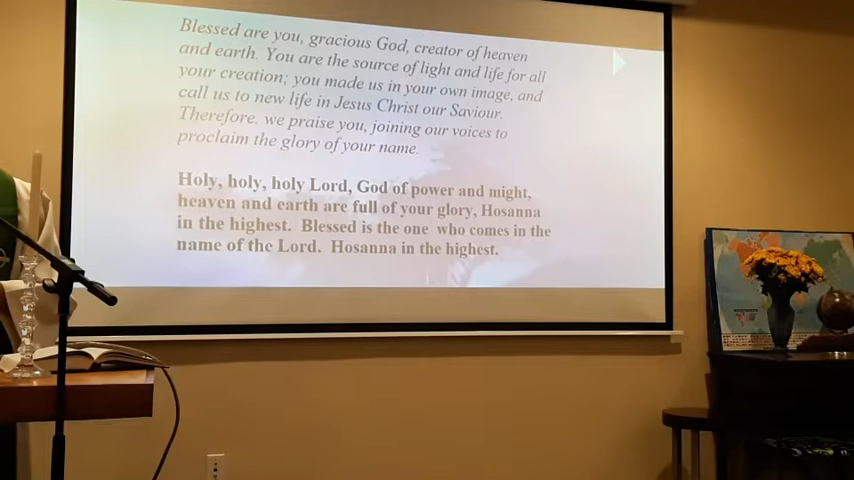 Blessed are you, gracious God, creator of heaven
and earth. You are the source of light and life for all
your creation; you made us in your own image, and
call us to new life in Jesus Christ our Saviour.
Therefore. we praise you, joining our voices to
proclaim the glory of your name.
Holy, holy, holy Lord, God of power and might,
heaven and earth are full of your glory, Hosanna
in the highest. Blessed is the one who comes in the
name of the Lord. Hosanna in the highest.